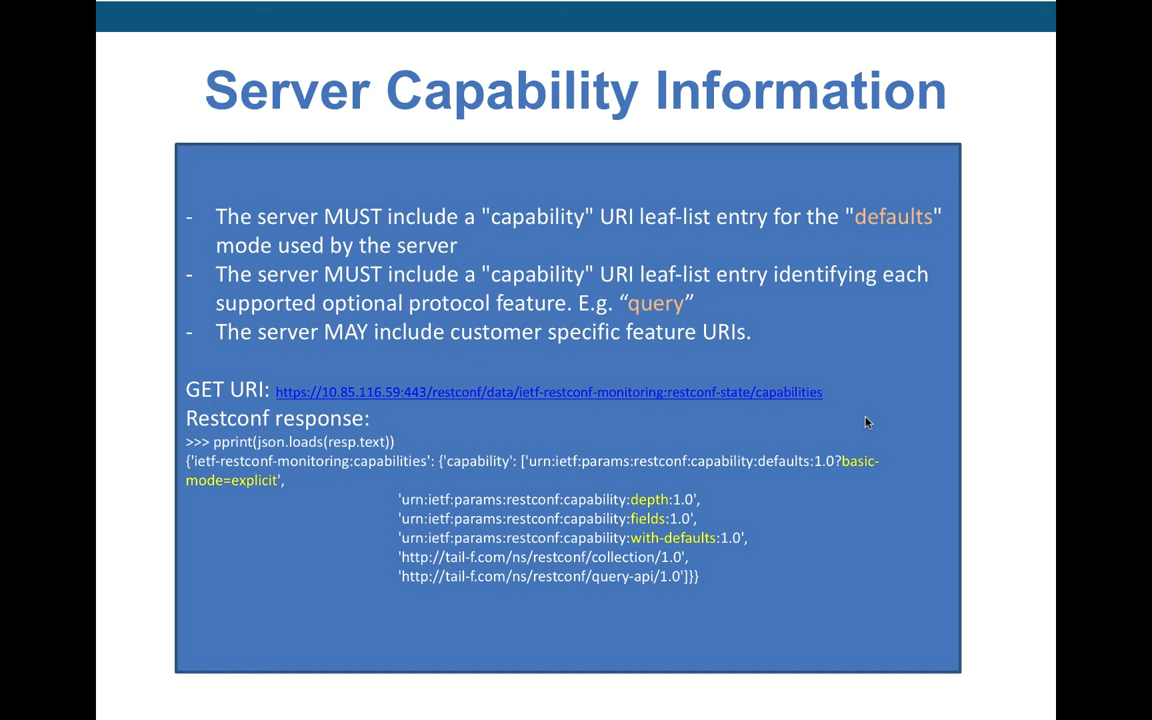 Server Capability Information
- The server MUST include a "capability" URI leaf-list entry for the "defaults"
mode used by the server
- The server MUST include a "capability" URI leaf-list entry identifying each
supported optional protocol feature. E.g. “query”
- The server MAY include customer specific feature URIs.
GET URI: https://10.85.116.59:443/restconf/data/ietf-restconf-monitoring:restconf-state/capabilities
Restconf response:
>>> pprint(json.loads(resp.text))
{'ietf-restconf-monitoring:capabilities': {'capability': ['urn:ietf:params:restconf:capability:defaults:1.0?basic-
mode=explicit',
'urn:ietf:params:restconf:capability:depth:1.0',
'urn:ietf:params:restconf:capability:fields:1.0',
'urn:ietf:params:restconf:capability:with-defaults:1.0',
'http://tail-f.com/ns/restconf/collection/1.0',
'http://tail-f.com/ns/restconf/query-api/1.0']}}